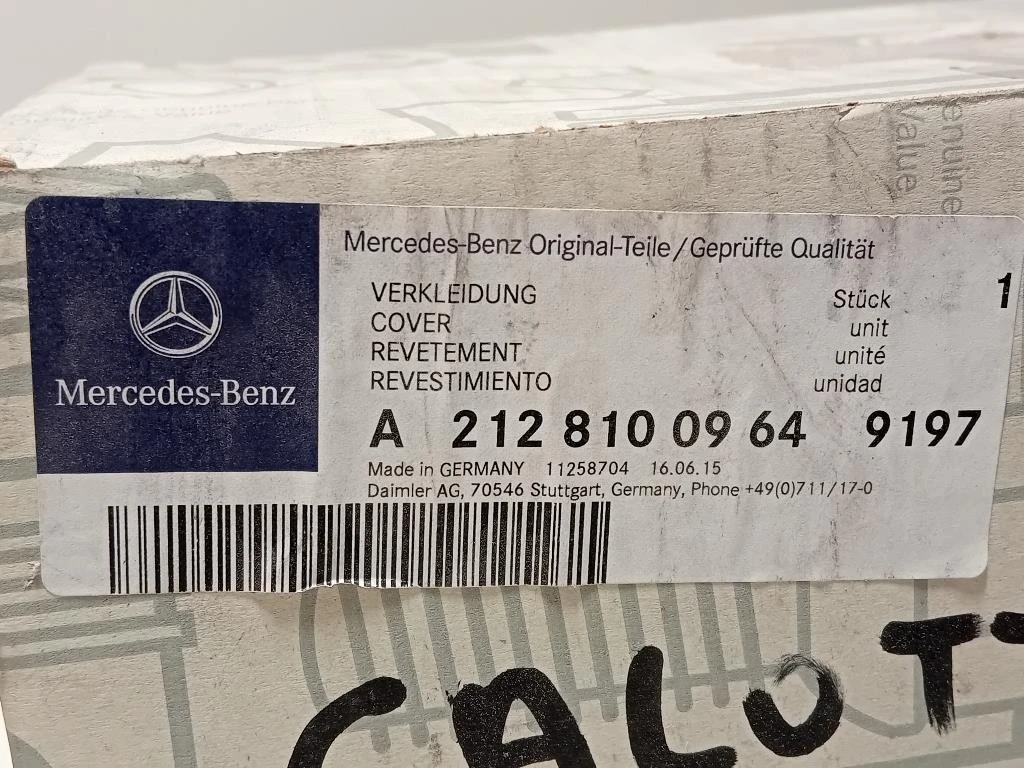 enuine
Value
Mercedes-Benz
Mercedes-Benz Original-Teile/Geprüfte Qualität
VERKLEIDUNG Stück 1
COVER unit
REVETEMENT unité
REVESTIMIENTO unidad
A 212 810 09 64 9197
Made in GERMANY 11258704 16.06.15
Daimler AG, 70546 Stuttgart, Germany, Phone +49(0)711/17-0
CALOT